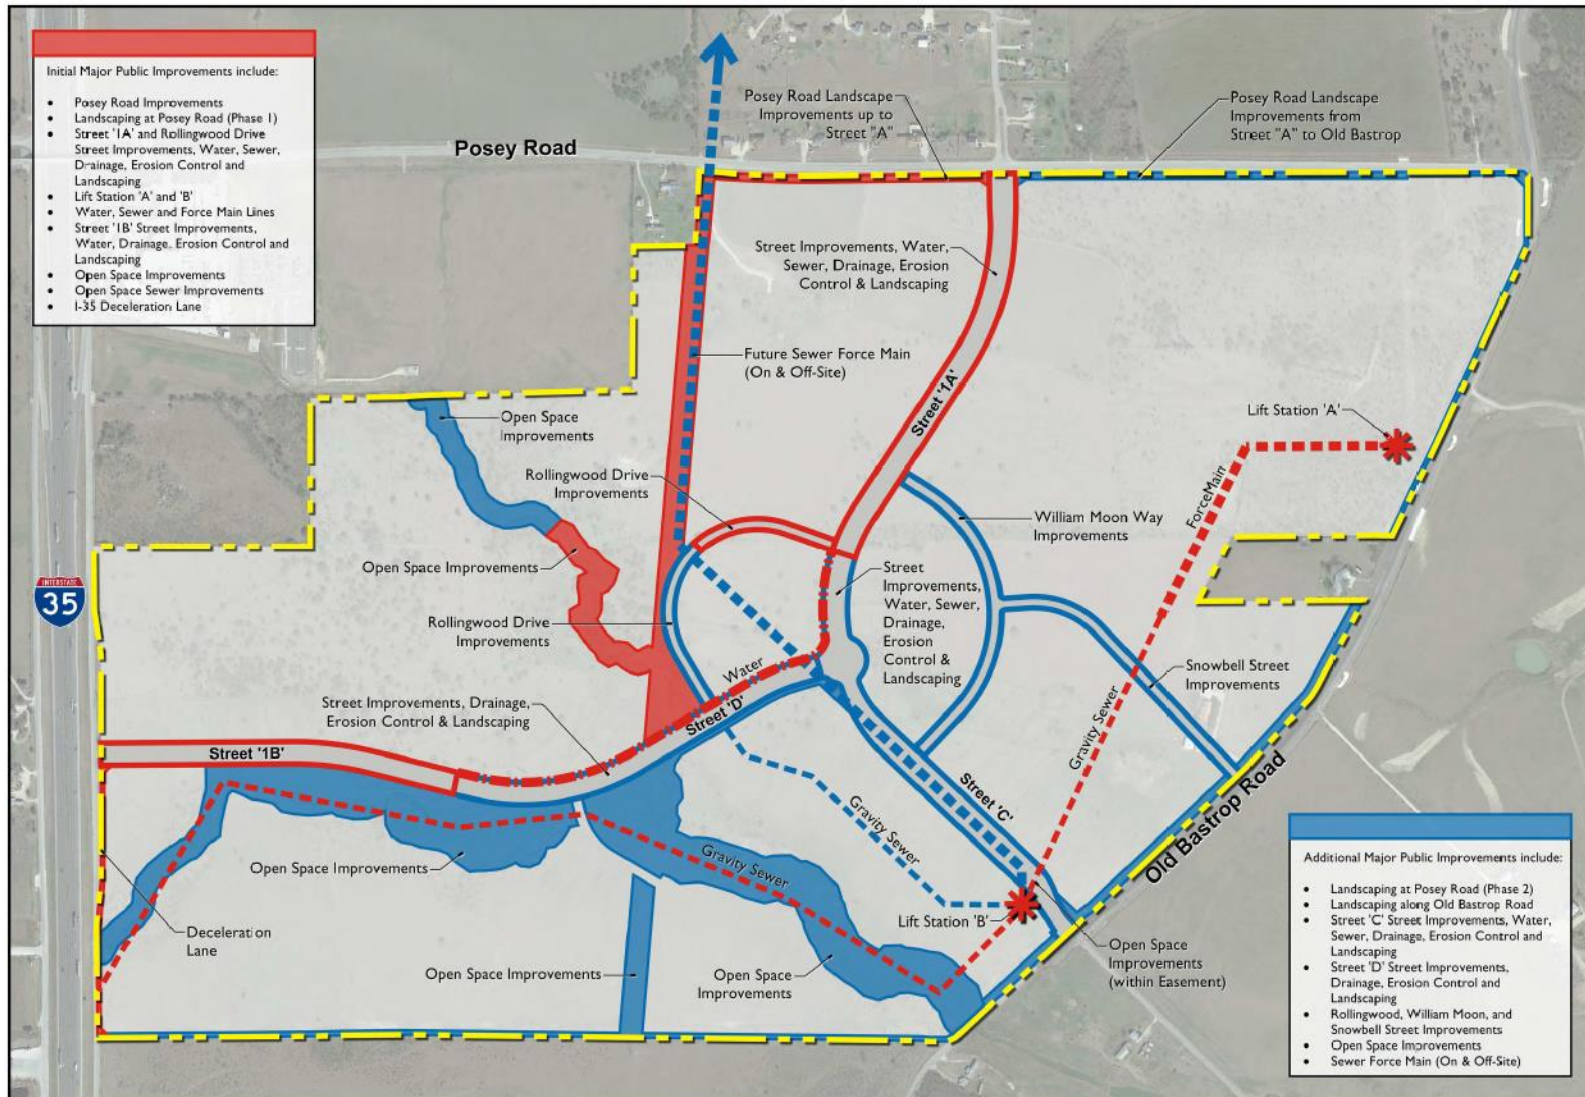 Initial Major Public Improvements include:
• Posey Road Improvements
• Landscaping at Posey Road (Phase 1)
• Street '1A' and Rollingwood Drive
Street Improvements, Water, Sewer,
Drainage, Erosion Control and
Landscaping
• Lift Station 'A' and 'B'
• Water, Sewer and Force Main Lines
• Street '1B' Street Improvements,
Water, Drainage, Erosion Control and
Landscaping
• Open Space Improvements
• Open Space Sewer Improvements
• I-35 Deceleration Lane
Posey Road
Posey Road Landscape
Improvements up to
Street "A"
Posey Road Landscape
Improvements from
Street "A" to Old Bastrop
Street Improvements, Water,
Sewer, Drainage, Erosion
Control & Landscaping
Future Sewer Force Main
(On & Off-Site)
Street '1A'
Lift Station 'A'
Open Space
Improvements
Rollingwood Drive
Improvements
ForceMain
William Moon Way
Improvements
Open Space Improvements
Street
Improvements,
Water, Sewer,
Drainage,
Erosion
Control &
Landscaping
INTERSTATE
35
Rollingwood Drive
Improvements
Water
Snowbell Street
Improvements
Street Improvements, Drainage,
Erosion Control & Landscaping
Street 'D'
Gravity Sewer
Street '1B'
Street 'C'
Old Bastrop Road
Gravity Sewer
Open Space Improvements
Gravity Sewer
Lift Station 'B'
Deceleration
Lane
Open Space Improvements
Open Space
Improvements
Open Space
Improvements
(within Easement)
Additional Major Public Improvements include:
• Landscaping at Posey Road (Phase 2)
• Landscaping along Old Bastrop Road
• Street 'C' Street Improvements, Water,
Sewer, Drainage, Erosion Control and
Landscaping
• Street 'D' Street Improvements,
Drainage, Erosion Control and
Landscaping
• Rollingwood, William Moon, and
Snowbell Street Improvements
• Open Space Improvements
• Sewer Force Main (On & Off-Site)